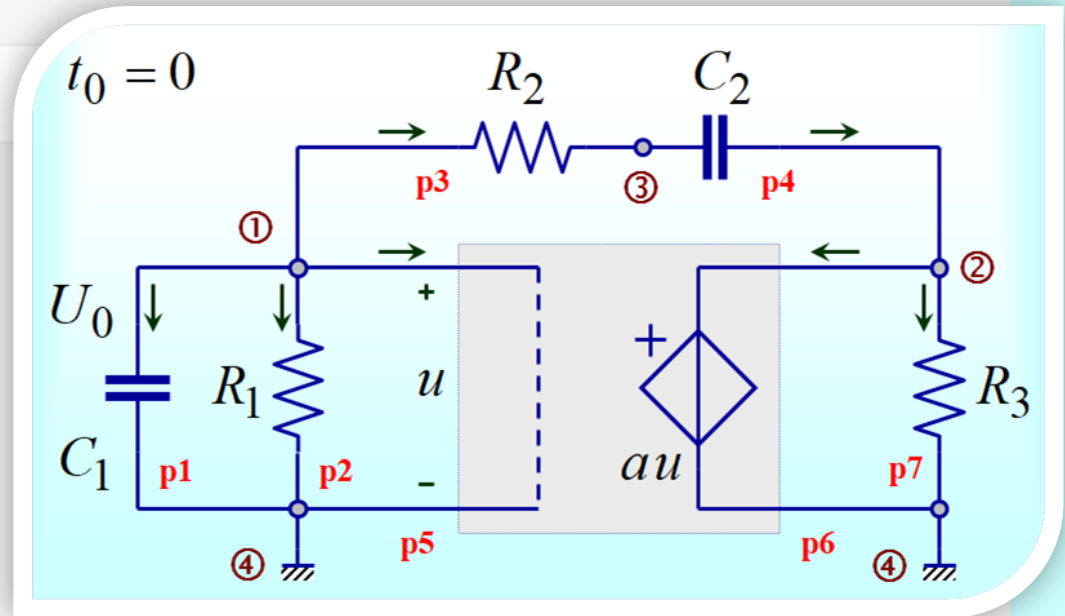 t₀ = 0
R₂
C₂
p3
③
p4
①
②
U₀
+
+
R₁
u
R₃
C₁
au
p1
p2
−
p7
p5
p6
④
④